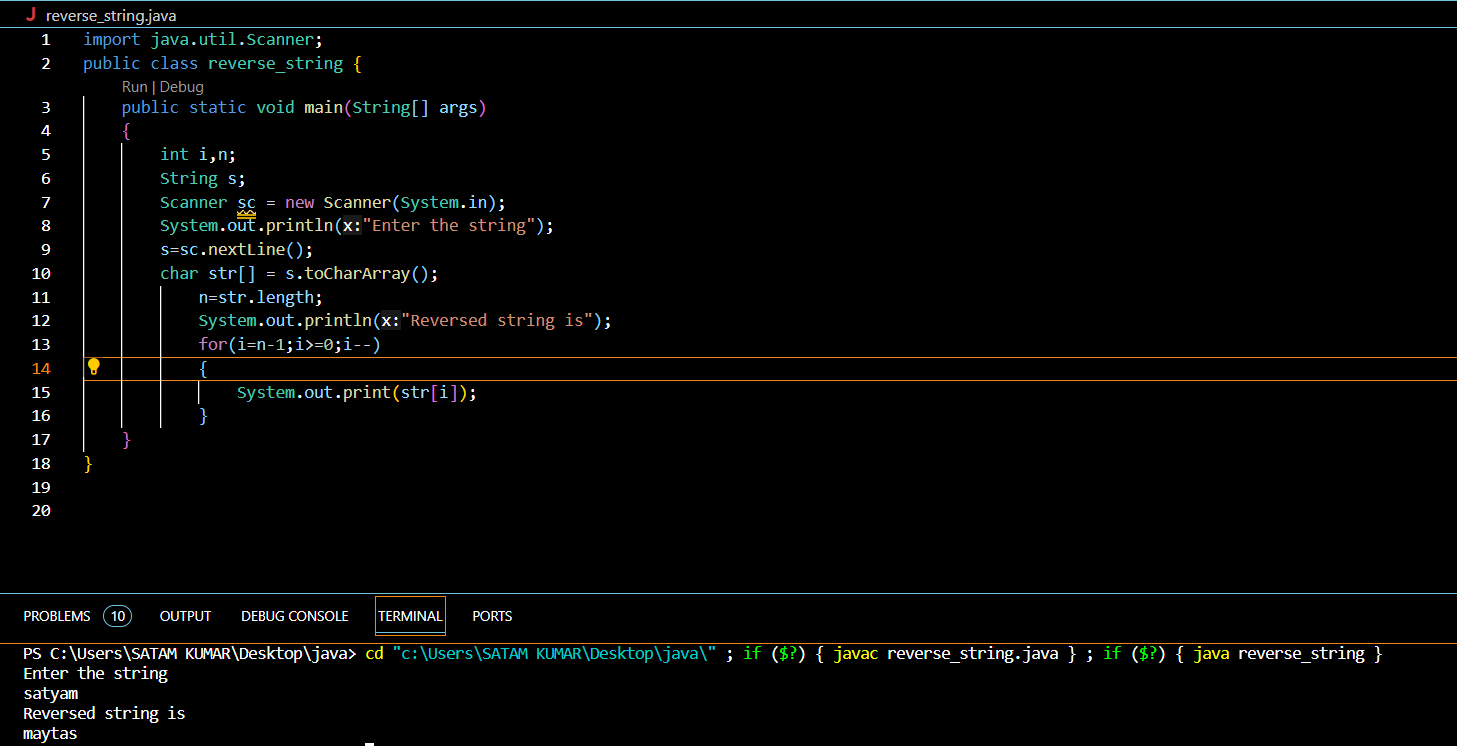 J reverse_string.java
1 import java.util.Scanner;
2 public class reverse_string {
Run | Debug
3 public static void main(String[] args)
4 {
5 int i,n;
6 String s;
7 Scanner sc = new Scanner(System.in);
8 System.out.println(x:"Enter the string");
9 s=sc.nextLine();
10 char str[] = s.toCharArray();
11 n=str.length;
12 System.out.println(x:"Reversed string is");
13 for(i=n-1;i>=0;i--)
14 {
15 System.out.print(str[i]);
16 }
17 }
18 }
19
20
PROBLEMS 10 OUTPUT DEBUG CONSOLE TERMINAL PORTS
PS C:\Users\SATAM KUMAR\Desktop\java> cd "c:\Users\SATAM KUMAR\Desktop\java\" ; if ($?) { javac reverse_string.java } ; if ($?) { java reverse_string }
Enter the string
satyam
Reversed string is
maytas